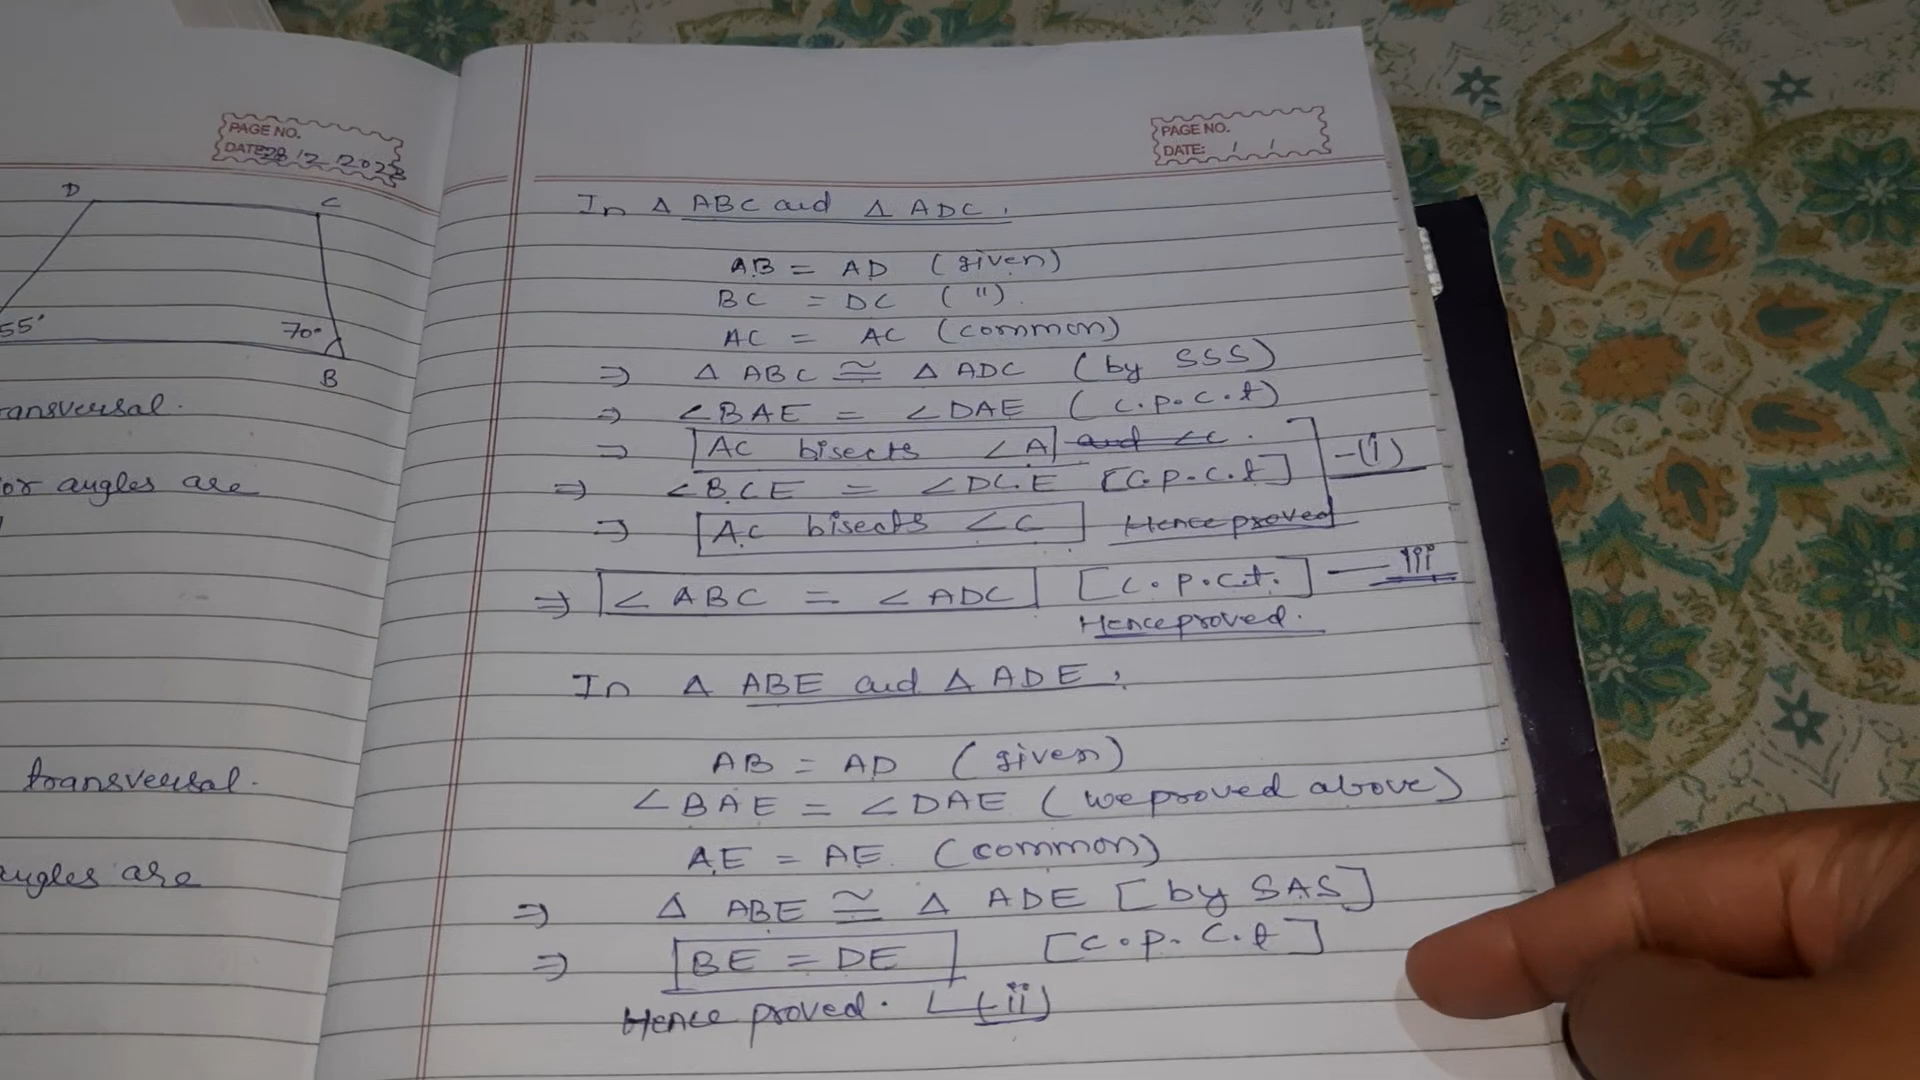 PAGE NO.
DATE: 28/2/2023
D
C
55°
70°
B
ansversal.
or angles are
transversal.
angles are
PAGE NO.
DATE: / /
In △ ABC and △ ADC,
AB = AD (given)
BC = DC (")
AC = AC (common)
⇒ △ ABC ≅ △ ADC (by SSS)
⇒ ∠BAE = ∠DAE (c.p.c.t)
⇒ AC bisects ∠A and ∠C.
⇒ ∠BCE = ∠DCE [C.p.c.t] -(i)
⇒ AC bisects ∠C Hence proved
⇒ ∠ABC = ∠ADC [c.p.c.t.] — iii
Hence proved.
In △ ABE and △ ADE,
AB = AD (given)
∠BAE = ∠DAE (we proved above)
AE = AE (common)
⇒ △ ABE ≅ △ ADE [by SAS]
⇒ BE = DE [c.p.c.t]
Hence proved. (ii)